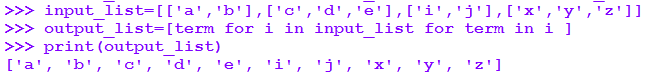 >>> input_list=[['a','b'],['c','d','e'],['i','j'],['x','y','z']]
>>> output_list=[term for i in input_list for term in i ]
>>> print(output_list)
['a', 'b', 'c', 'd', 'e', 'i', 'j', 'x', 'y', 'z']